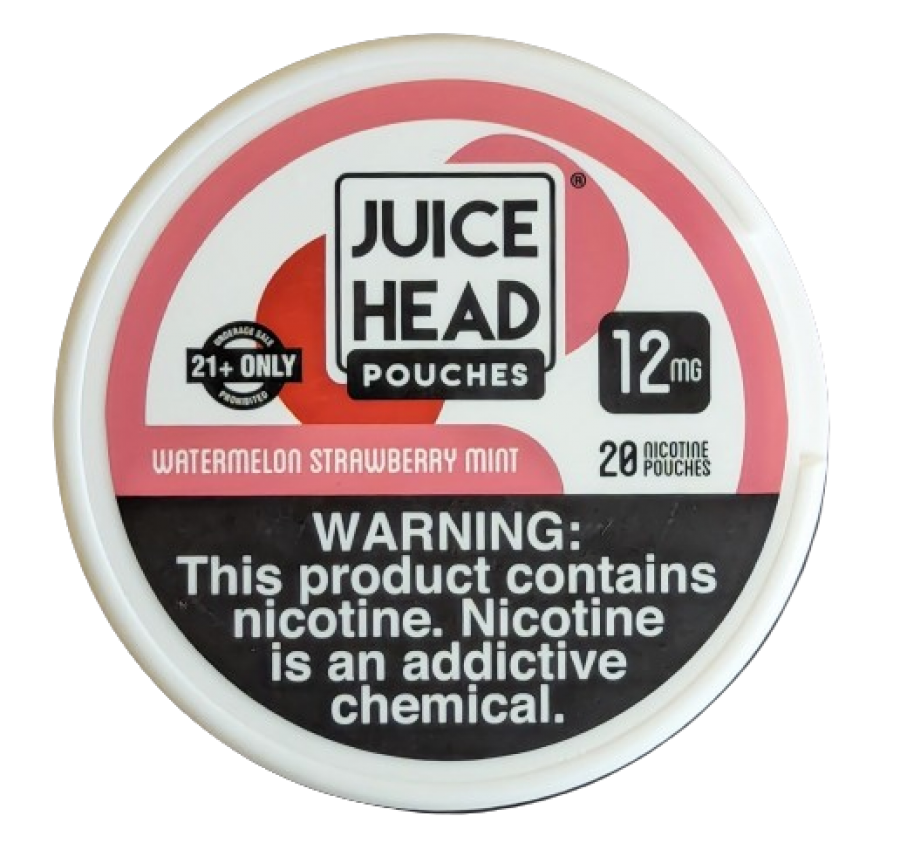 JUICE
®
HEAD
POUCHES
UNDERAGE SALE
21+ ONLY
PROHIBITED
12mg
WATERMELON STRAWBERRY MINT
20 NICOTINE
POUCHES
WARNING:
This product contains
nicotine. Nicotine
is an addictive
chemical.